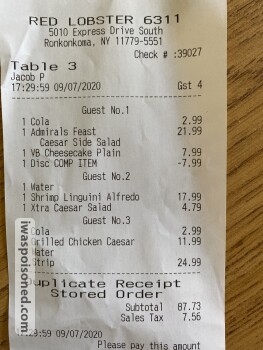 RED LOBSTER 6311
5010 Express Drive South
Ronkonkoma, NY 11779-5551
Check # :39027
Table 3
Jacob P
17:29:59 09/07/2020 Gst 4
Guest No.1
1 Cola 2.99
1 Admirals Feast 21.99
Caesar Side Salad
1 VB Cheesecake Plain 7.99
1 Disc COMP ITEM -7.99
Guest No.2
1 Water
1 Shrimp Linguini Alfredo 17.99
1 Xtra Caesar Salad 4.79
Guest No.3
Cola 2.99
Grilled Chicken Caesar 11.99
Water
Strip 24.99
Duplicate Receipt
Stored Order
Subtotal 87.73
Sales Tax 7.56
17:29:59 09/07/2020
Please pay this amount
iwaspoisoned.com